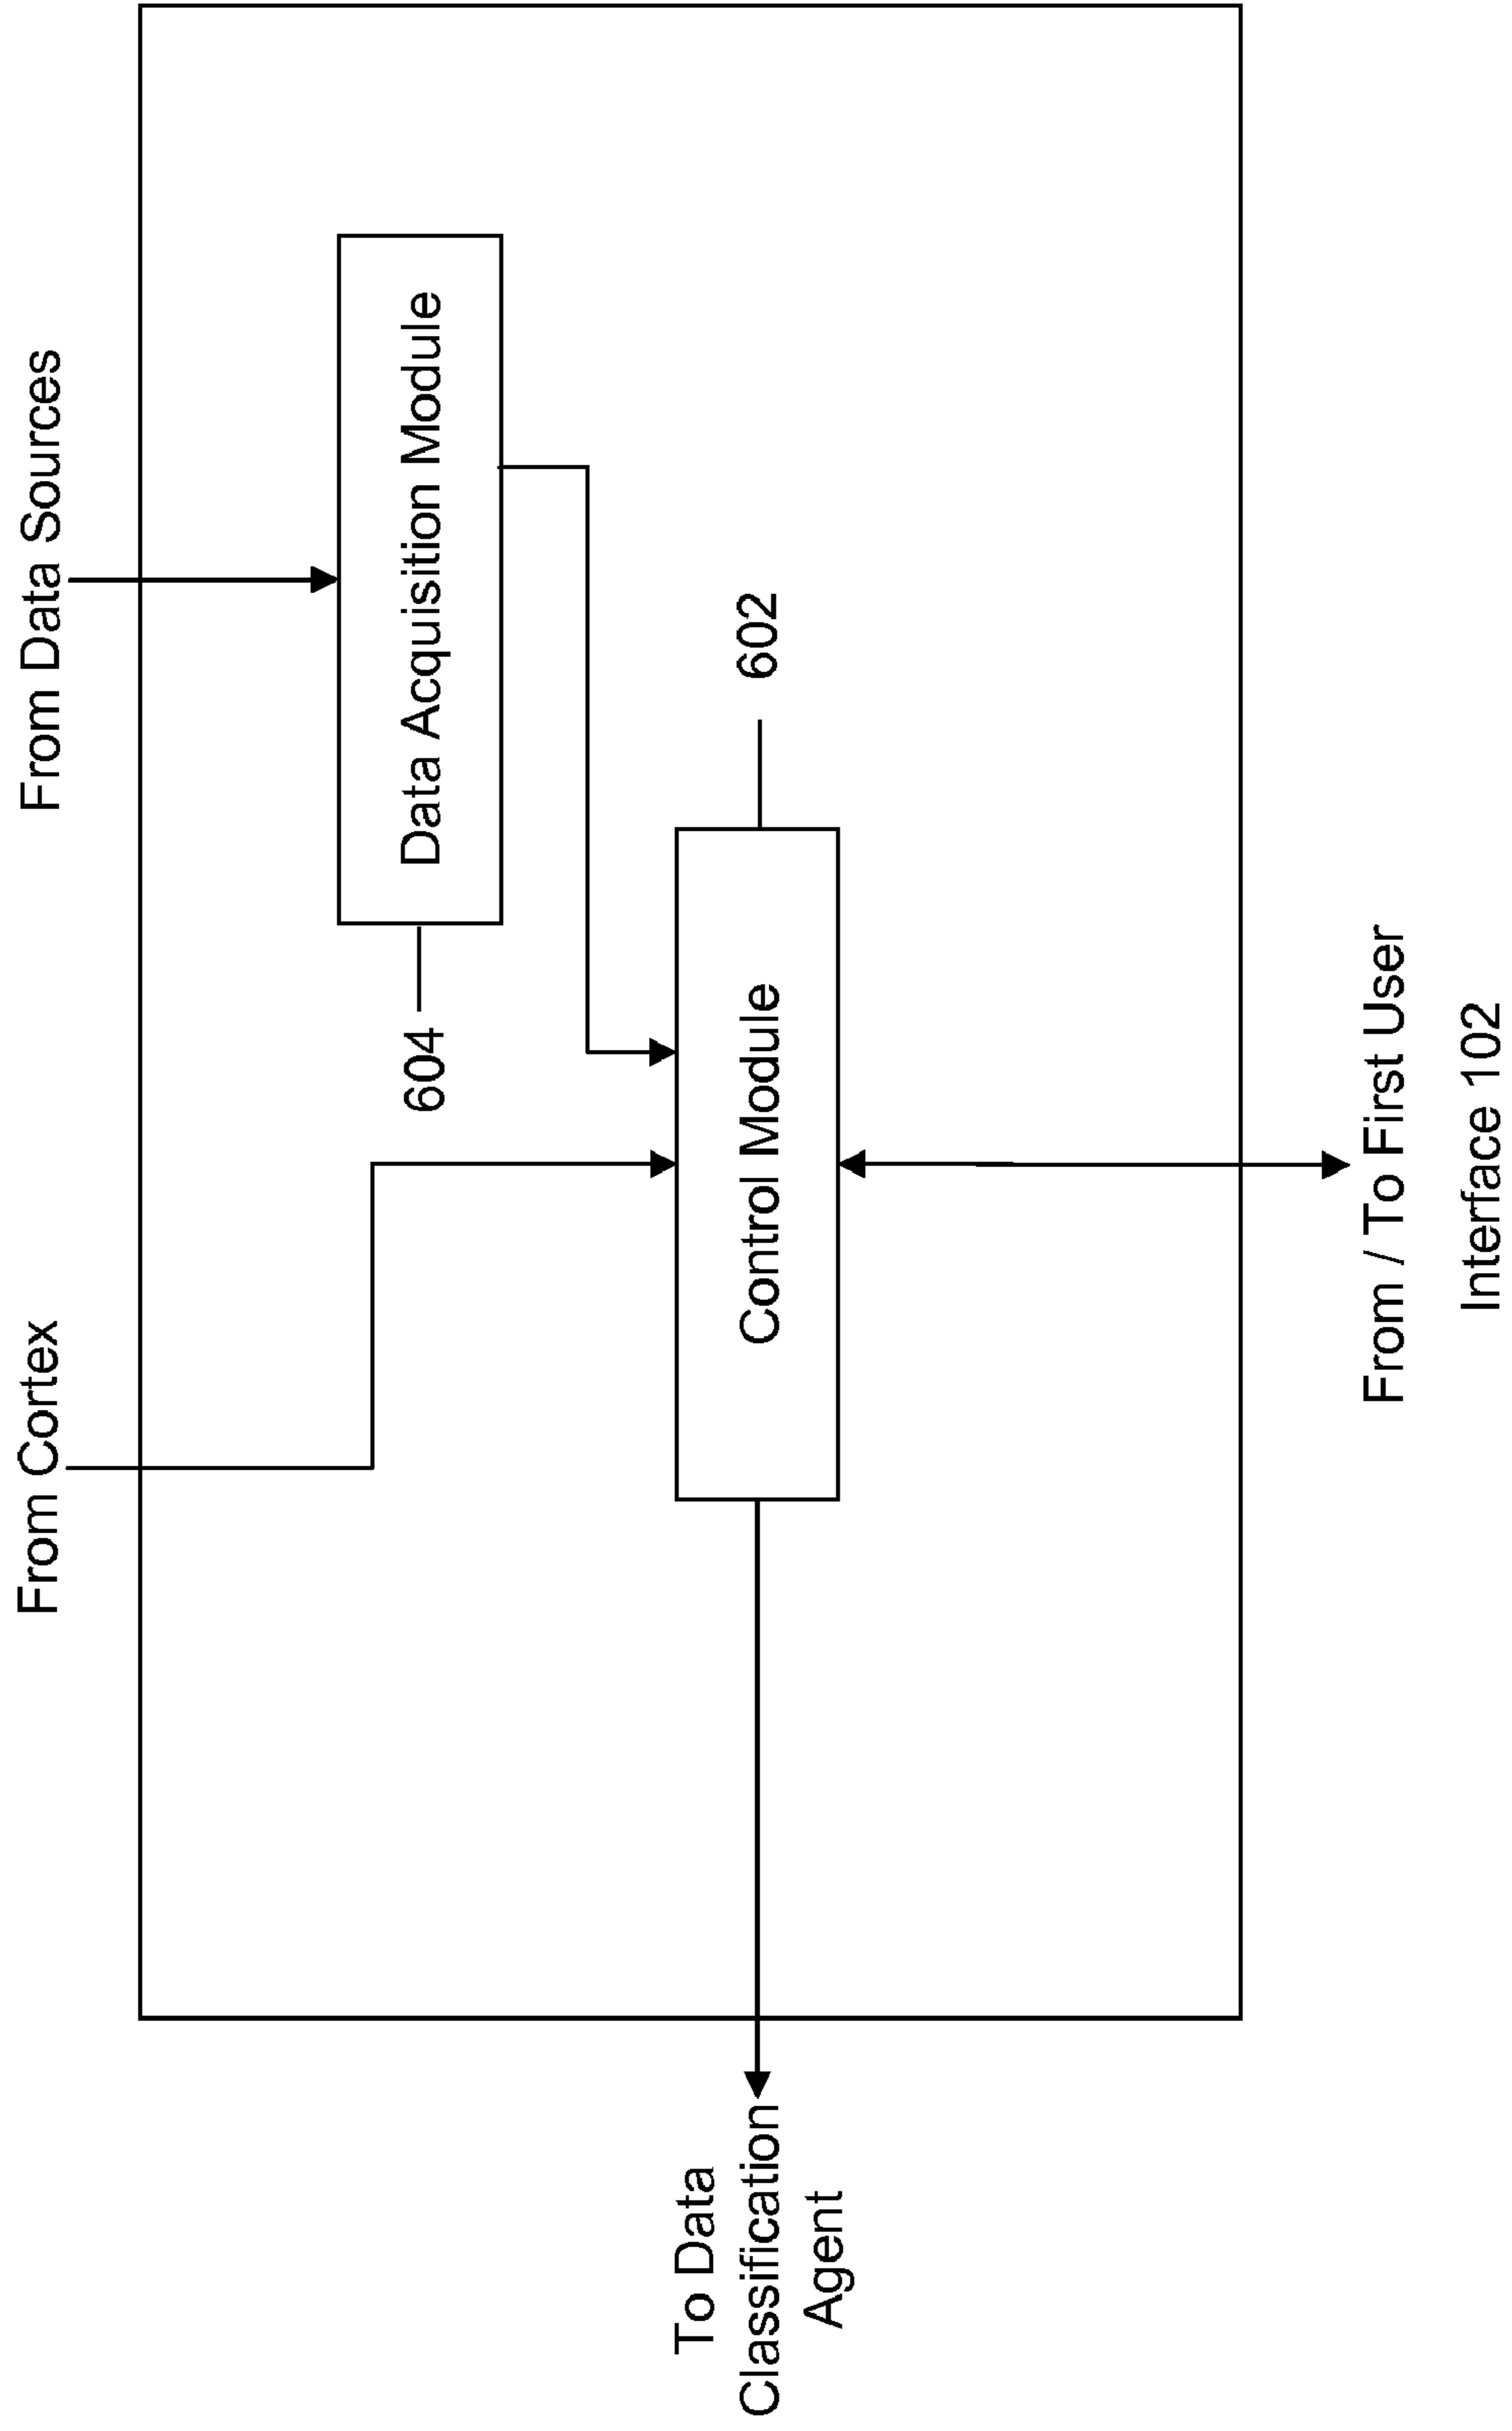 From Cortex
From Data Sources
604
Data Acquisition Module
To Data
Classification
Agent
Control Module
602
From / To First User
Interface 102